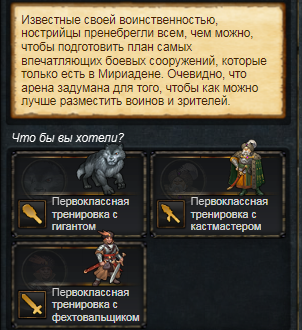 Известные своей воинственностью,
нострийцы пренебрегли всем, чем можно,
чтобы подготовить план самых
впечатляющих боевых сооружений, которые
только есть в Мириадене. Очевидно, что
арена задумана для того, чтобы как можно
лучше разместить воинов и зрителей.
Что бы вы хотели?
Первоклассная
тренировка с
гигантом
Первоклассная
тренировка с
кастмастером
Первоклассная
тренировка с
фехтовальщиком